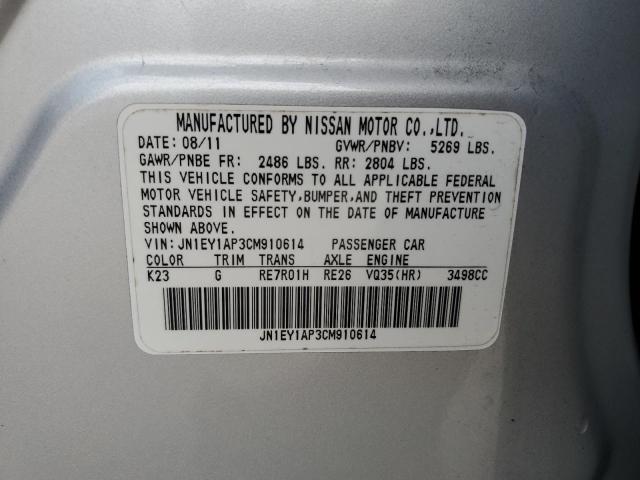 MANUFACTURED BY NISSAN MOTOR CO.,LTD.
DATE: 08/11 GVWR/PNBV: 5269 LBS.
GAWR/PNBE FR: 2486 LBS. RR: 2804 LBS.
THIS VEHICLE CONFORMS TO ALL APPLICABLE FEDERAL
MOTOR VEHICLE SAFETY,BUMPER,AND THEFT PREVENTION
STANDARDS IN EFFECT ON THE DATE OF MANUFACTURE
SHOWN ABOVE.
VIN: JN1EY1AP3CM910614 PASSENGER CAR
COLOR TRIM TRANS AXLE ENGINE
K23 G RE7R01H RE26 VQ35(HR) 3498CC
JN1EY1AP3CM910614